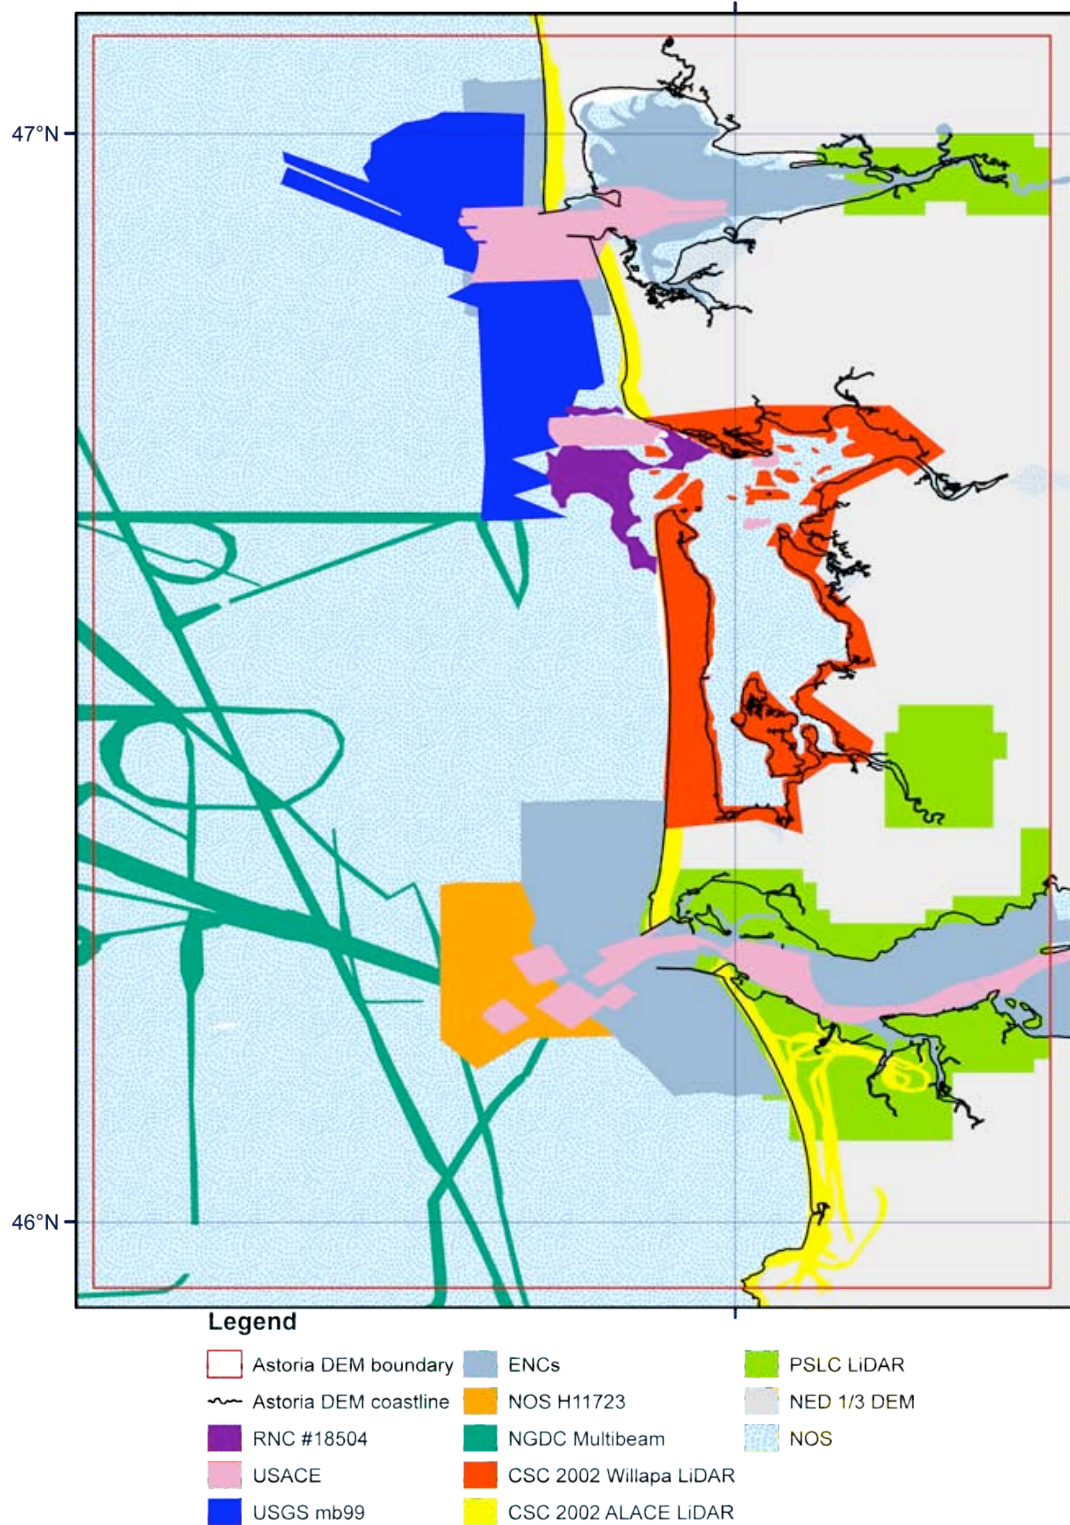 47°N
46°N
Legend
Astoria DEM boundary
Astoria DEM coastline
RNC #18504
USACE
USGS mb99
ENCs
NOS H11723
NGDC Multibeam
CSC 2002 Willapa LiDAR
CSC 2002 ALACE LiDAR
PSLC LiDAR
NED 1/3 DEM
NOS